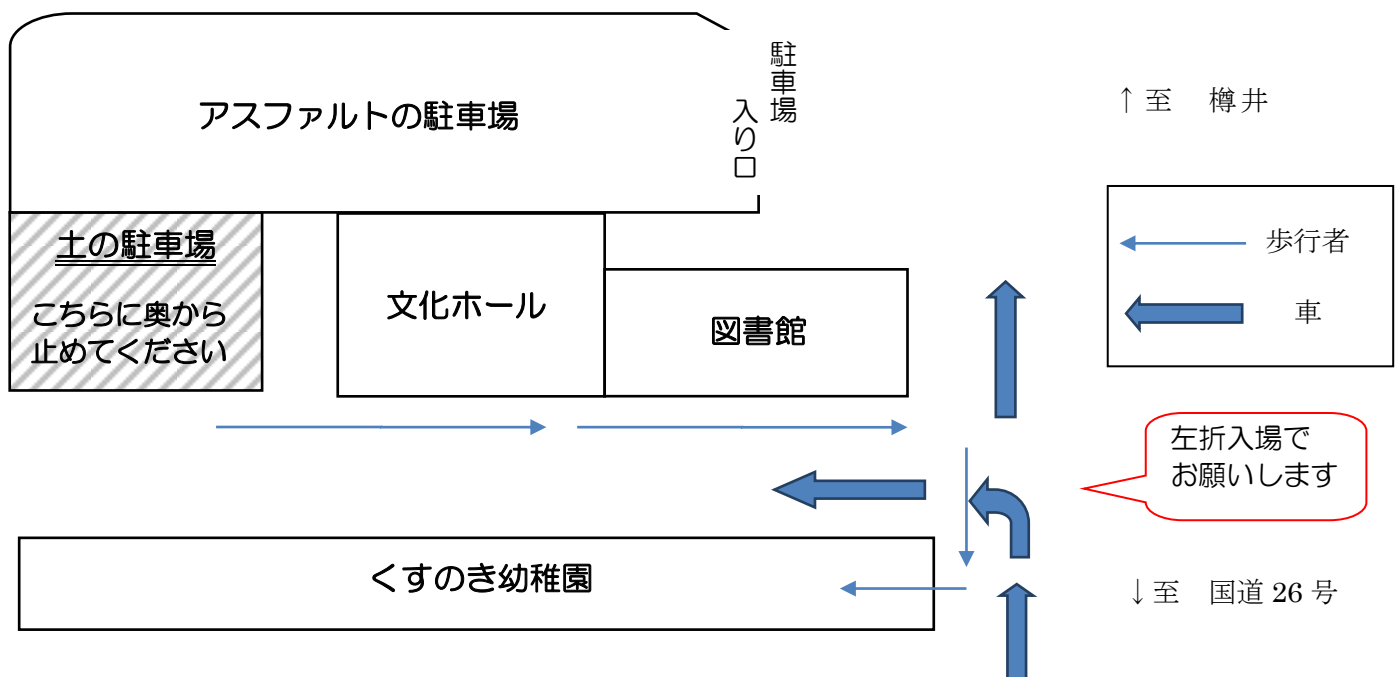 駐車場
入り口
アスファルトの駐車場
↑至　樽井
土の駐車場
こちらに奥から
止めてください
文化ホール
図書館
歩行者
車
左折入場で
お願いします
くすのき幼稚園
↓至　国道 26 号